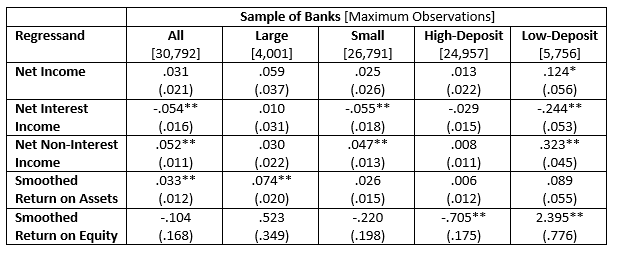 Sample of Banks [Maximum Observations]
Regressand All Large Small High-Deposit Low-Deposit
[30,792] [4,001] [26,791] [24,957] [5,756]
Net Income .031 .059 .025 .013 .124*
(.021) (.037) (.026) (.022) (.056)
Net Interest -.054** .010 -.055** -.029 -.244**
Income (.016) (.031) (.018) (.015) (.053)
Net Non-Interest .052** .030 .047** .008 .323**
Income (.011) (.022) (.013) (.011) (.045)
Smoothed .033** .074** .026 .006 .089
Return on Assets (.012) (.020) (.015) (.012) (.055)
Smoothed -.104 .523 -.220 -.705** 2.395**
Return on Equity (.168) (.349) (.198) (.175) (.776)